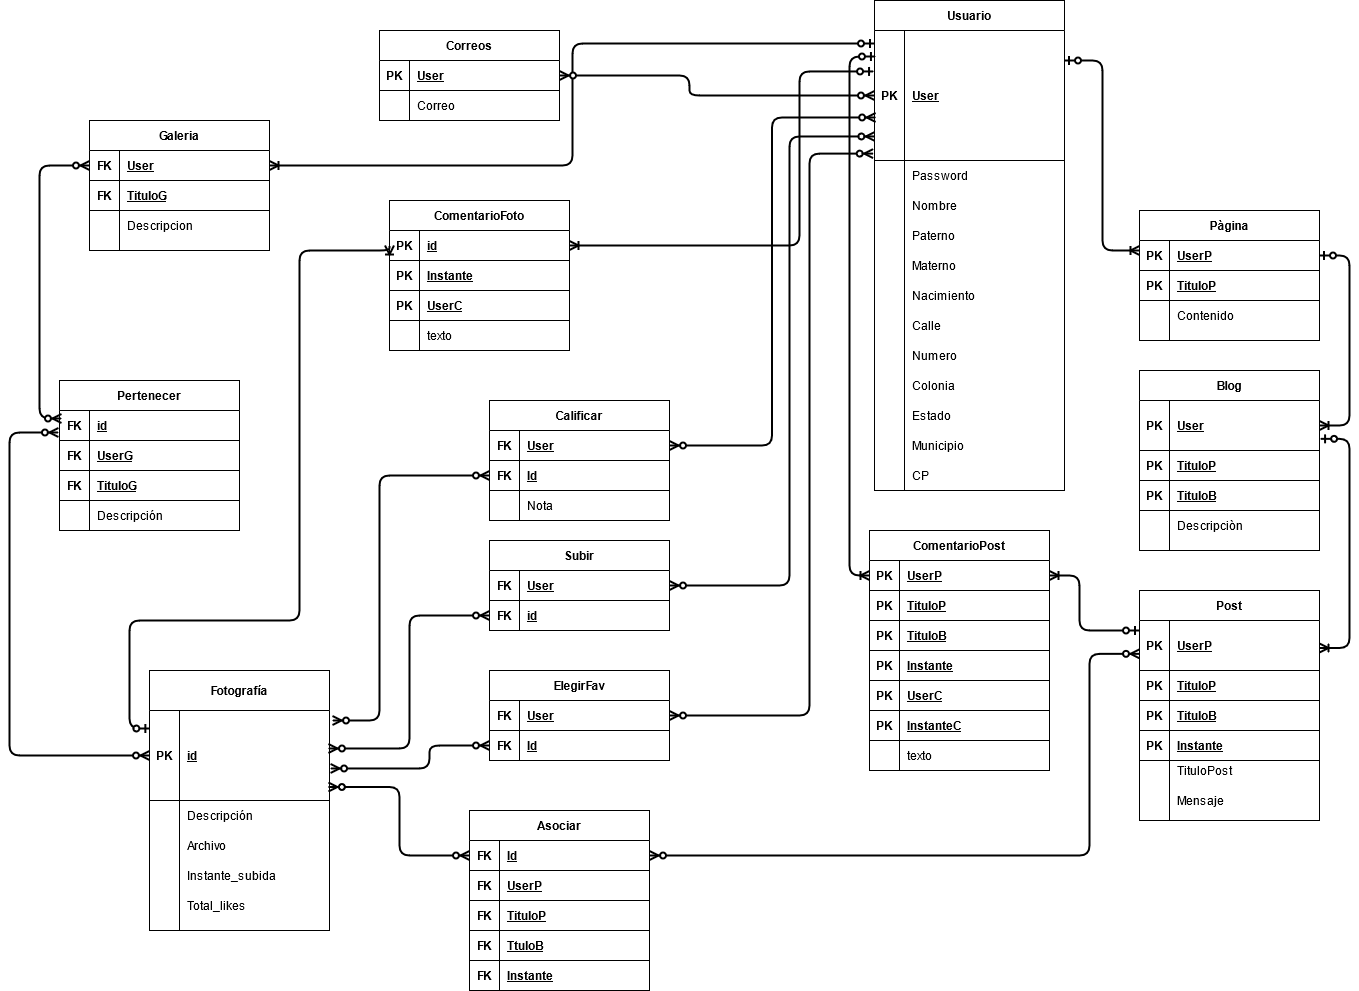 Usuario
PK User
Password
Nombre
Paterno
Materno
Nacimiento
Calle
Numero
Colonia
Estado
Municipio
CP
Correos
PK User
Correo
Galeria
FK User
FK TituloG
Descripcion
ComentarioFoto
PK id
PK Instante
PK UserC
texto
Pàgina
PK UserP
PK TituloP
Contenido
Pertenecer
FK id
FK UserG
FK TituloG
Descripción
Calificar
FK User
FK Id
Nota
Blog
PK User
PK TituloP
PK TituloB
Descripciòn
Subir
FK User
FK id
ComentarioPost
PK UserP
PK TituloP
PK TituloB
PK Instante
PK UserC
PK InstanteC
texto
Post
PK UserP
PK TituloP
PK TituloB
PK Instante
TituloPost
Mensaje
Fotografía
PK id
Descripción
Archivo
Instante_subida
Total_likes
ElegirFav
FK User
FK Id
Asociar
FK Id
FK UserP
FK TituloP
FK TtuloB
FK Instante